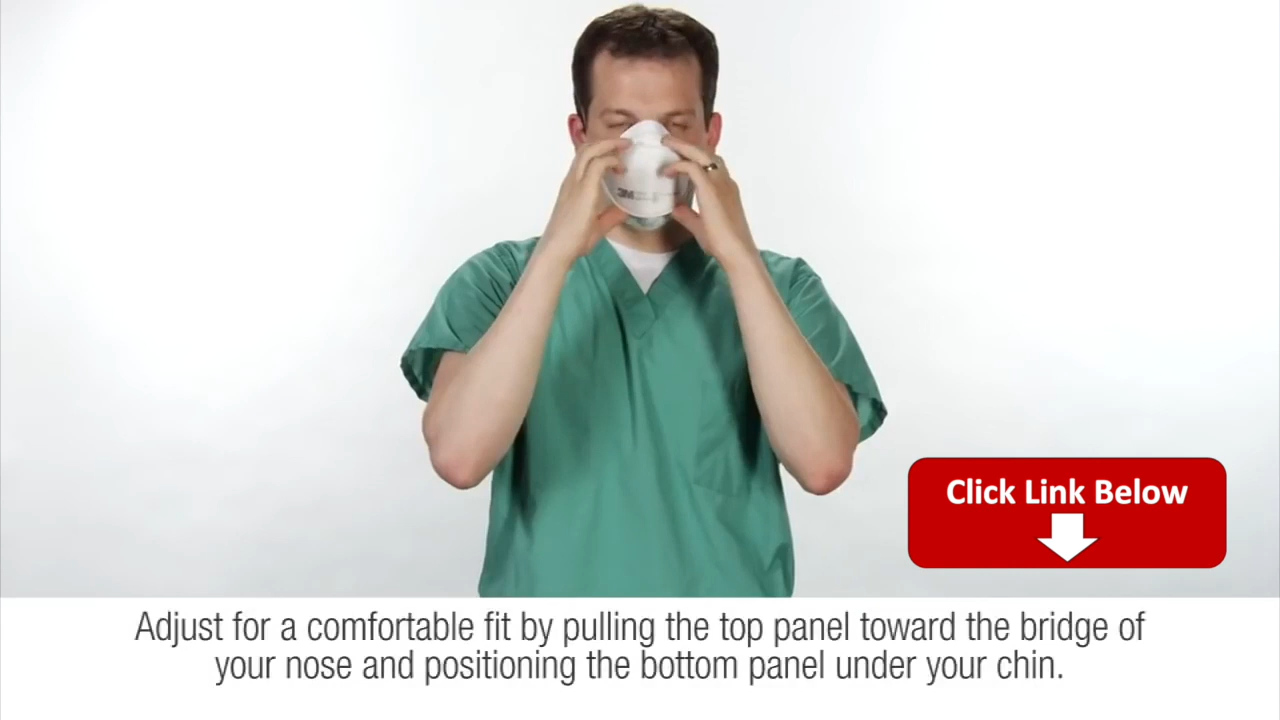 3M
Click Link Below
Adjust for a comfortable fit by pulling the top panel toward the bridge of
your nose and positioning the bottom panel under your chin.